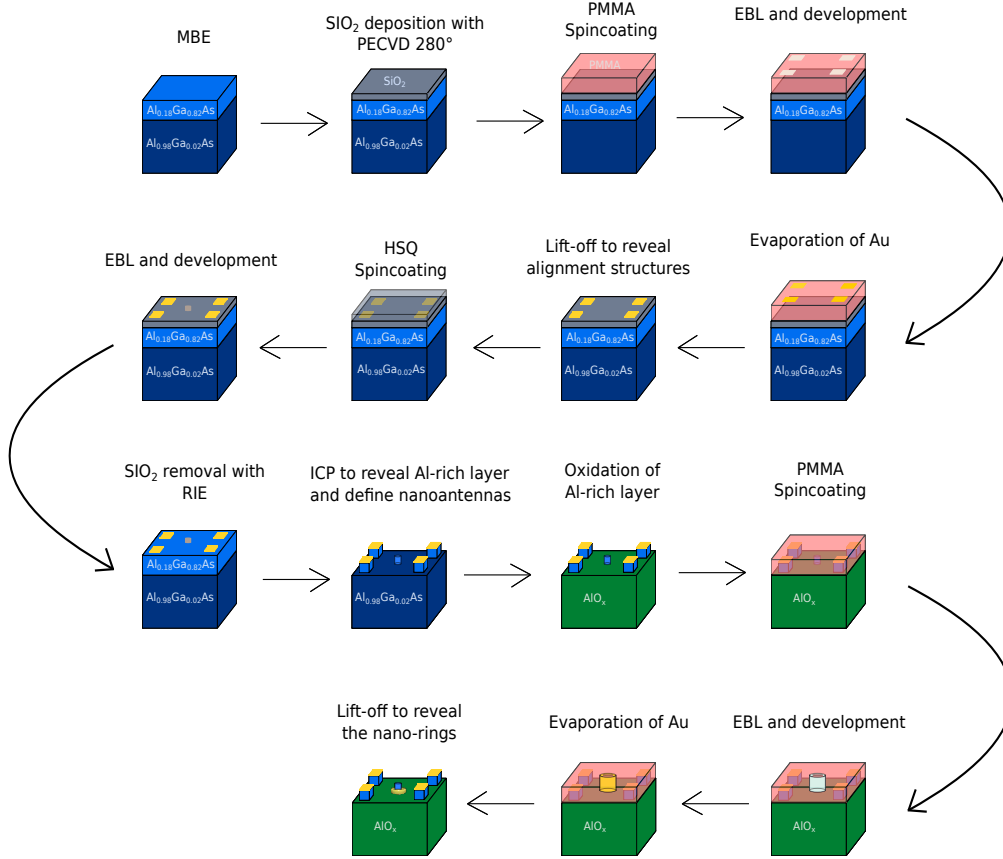 MBE
SIO₂ deposition with
PECVD 280°
PMMA
Spincoating
EBL and development
Al₀.₁₈Ga₀.₈₂As
Al₀.₉₈Ga₀.₀₂As
SiO₂
Al₀.₁₈Ga₀.₈₂As
Al₀.₉₈Ga₀.₀₂As
PMMA
Al₀.₁₈Ga₀.₈₂As
Al₀.₁₈Ga₀.₈₂As
EBL and development
HSQ
Spincoating
Lift-off to reveal
alignment structures
Evaporation of Au
Al₀.₁₈Ga₀.₈₂As
Al₀.₉₈Ga₀.₀₂As
Al₀.₁₈Ga₀.₈₂As
Al₀.₉₈Ga₀.₀₂As
Al₀.₁₈Ga₀.₈₂As
Al₀.₉₈Ga₀.₀₂As
Al₀.₁₈Ga₀.₈₂As
Al₀.₉₈Ga₀.₀₂As
SIO₂ removal with
RIE
ICP to reveal Al-rich layer
and define nanoantennas
Oxidation of
Al-rich layer
PMMA
Spincoating
Al₀.₁₈Ga₀.₈₂As
Al₀.₉₈Ga₀.₀₂As
Al₀.₉₈Ga₀.₀₂As
AlOₓ
AlOₓ
Lift-off to reveal
the nano-rings
Evaporation of Au
EBL and development
AlOₓ
AlOₓ
AlOₓ